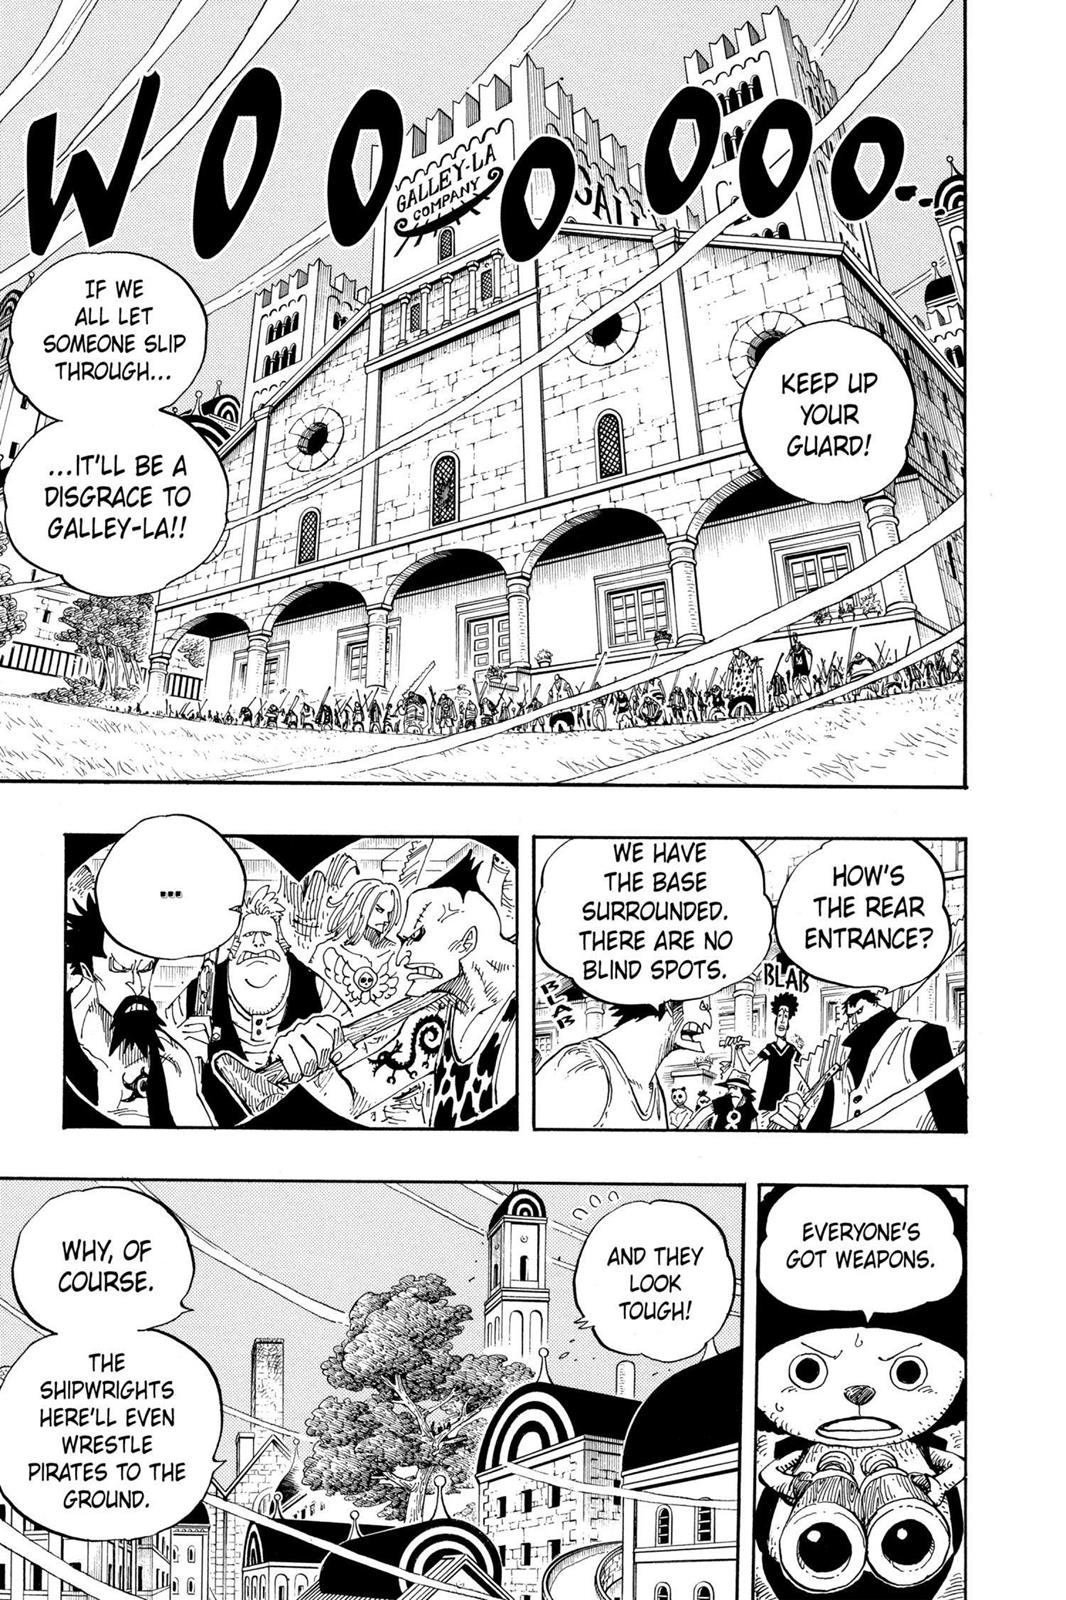 WOOOOOO...
GALLEY-LA
COMPANY
GALL
KEEP UP
YOUR
GUARD!
IF WE
ALL LET
SOMEONE SLIP
THROUGH...
...IT'LL BE A
DISGRACE TO
GALLEY-LA!!
HOW'S
THE REAR
ENTRANCE?
WE HAVE
THE BASE
SURROUNDED.
THERE ARE NO
BLIND SPOTS.
BLAB
BLAB
...
EVERYONE'S
GOT WEAPONS.
AND THEY
LOOK
TOUGH!
WHY, OF
COURSE.
THE
SHIPWRIGHTS
HERE'LL EVEN
WRESTLE
PIRATES TO THE
GROUND.